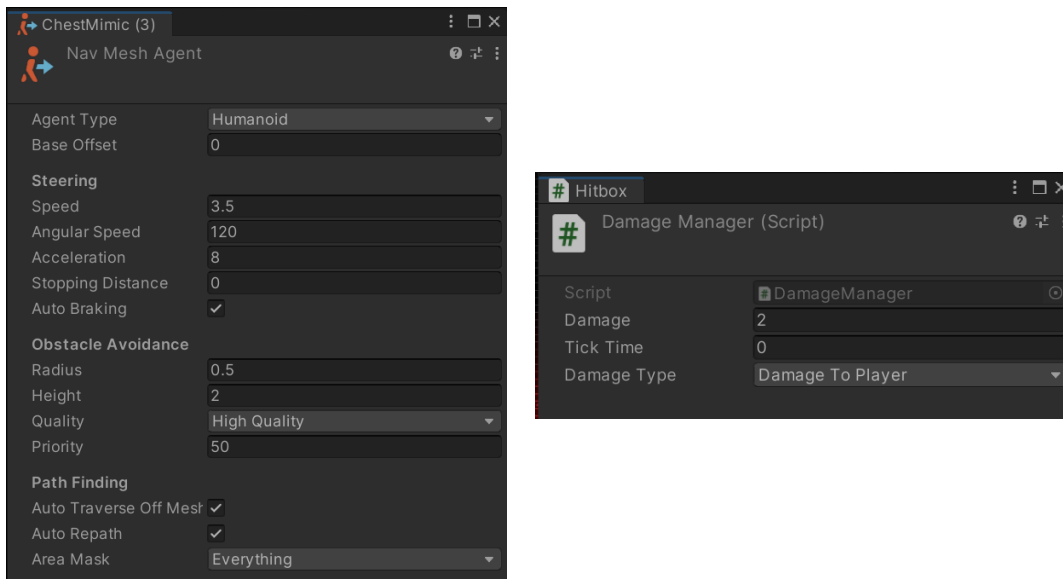 ChestMimic (3)
Nav Mesh Agent
Agent Type Humanoid
Base Offset 0
Steering
Speed 3.5
Angular Speed 120
Acceleration 8
Stopping Distance 0
Auto Braking
Obstacle Avoidance
Radius 0.5
Height 2
Quality High Quality
Priority 50
Path Finding
Auto Traverse Off Mesh
Auto Repath
Area Mask Everything
# Hitbox
# Damage Manager (Script)
Script # DamageManager
Damage 2
Tick Time 0
Damage Type Damage To Player